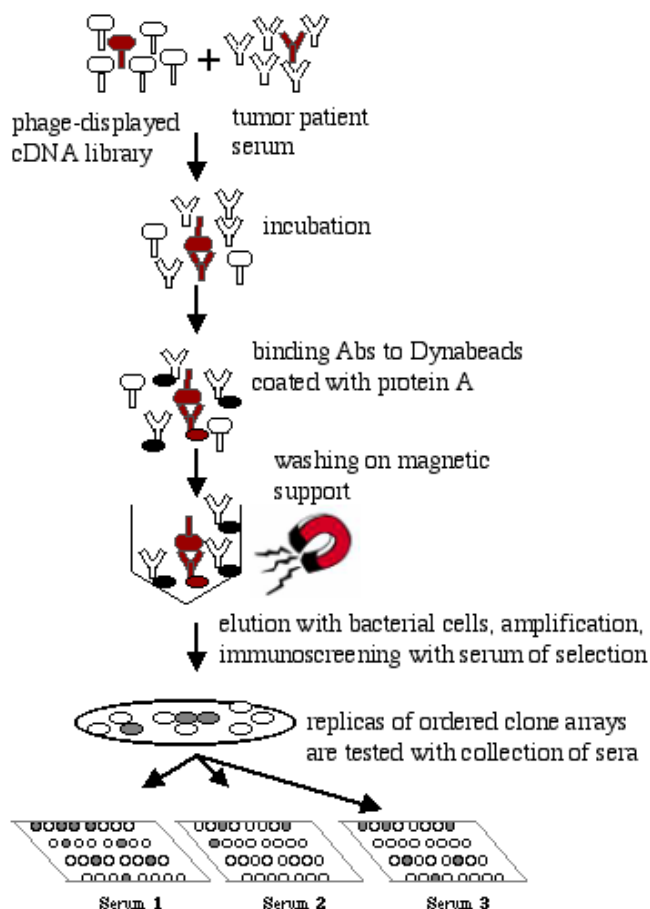 +
phage-displayed
cDNA library
tumor patient
serum
incubation
binding Abs to Dynabeads
coated with protein A
washing on magnetic
support
elution with bacterial cells, amplification,
immunoscreening with serum of selection
replicas of ordered clone arrays
are tested with collection of sera
Serum 1
Serum 2
Serum 3